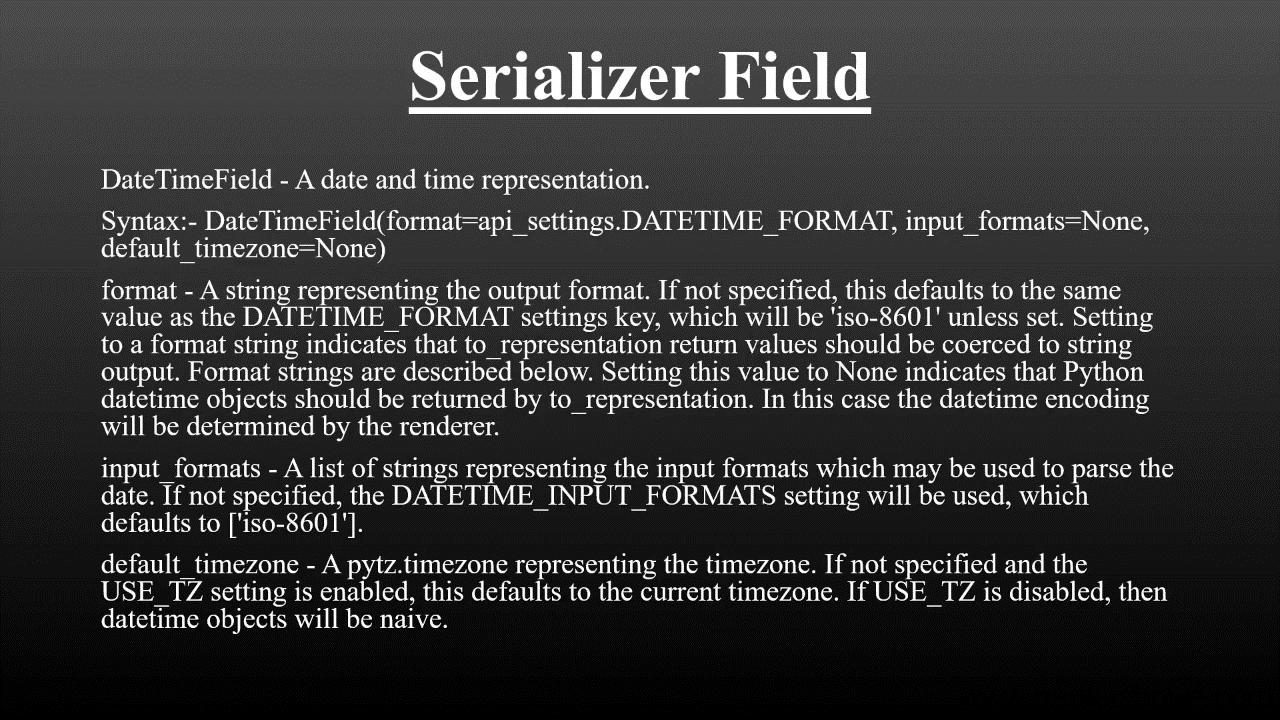 Serializer Field
DateTimeField - A date and time representation.
Syntax:- DateTimeField(format=api_settings.DATETIME_FORMAT, input_formats=None,
default_timezone=None)
format - A string representing the output format. If not specified, this defaults to the same
value as the DATETIME_FORMAT settings key, which will be 'iso-8601' unless set. Setting
to a format string indicates that to_representation return values should be coerced to string
output. Format strings are described below. Setting this value to None indicates that Python
datetime objects should be returned by to_representation. In this case the datetime encoding
will be determined by the renderer.
input_formats - A list of strings representing the input formats which may be used to parse the
date. If not specified, the DATETIME_INPUT_FORMATS setting will be used, which
defaults to ['iso-8601'].
default_timezone - A pytz.timezone representing the timezone. If not specified and the
USE_TZ setting is enabled, this defaults to the current timezone. If USE_TZ is disabled, then
datetime objects will be naive.